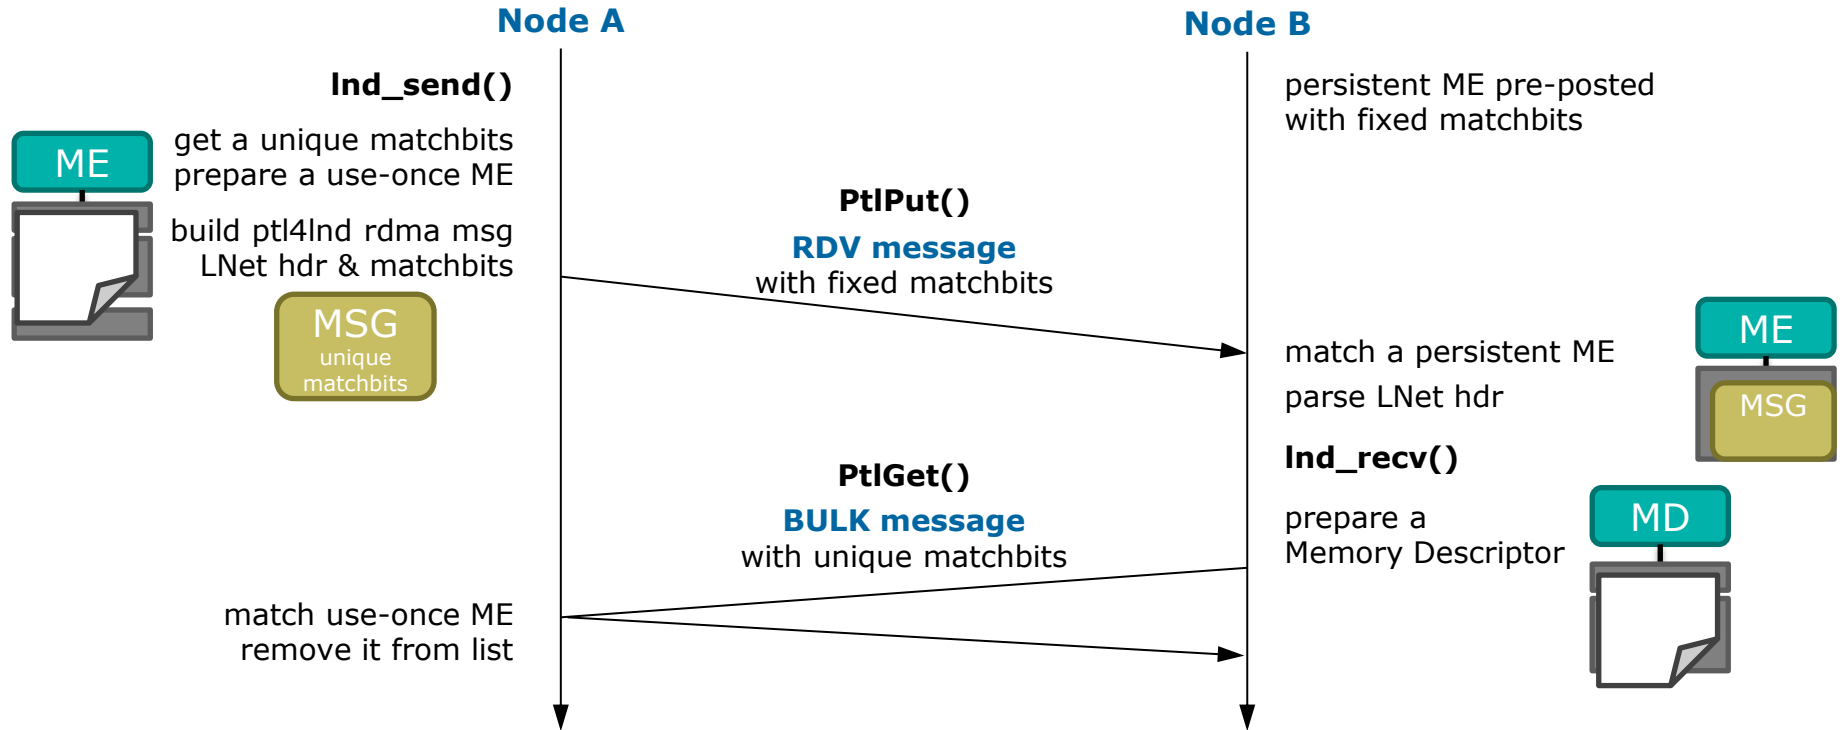 Node A
Node B
lnd_send()
get a unique matchbits
prepare a use-once ME
ME
build ptl4lnd rdma msg
LNet hdr & matchbits
MSG
unique
matchbits
persistent ME pre-posted
with fixed matchbits
PtlPut()
RDV message
with fixed matchbits
match a persistent ME
parse LNet hdr
ME
MSG
lnd_recv()
prepare a
Memory Descriptor
MD
PtlGet()
BULK message
with unique matchbits
match use-once ME
remove it from list